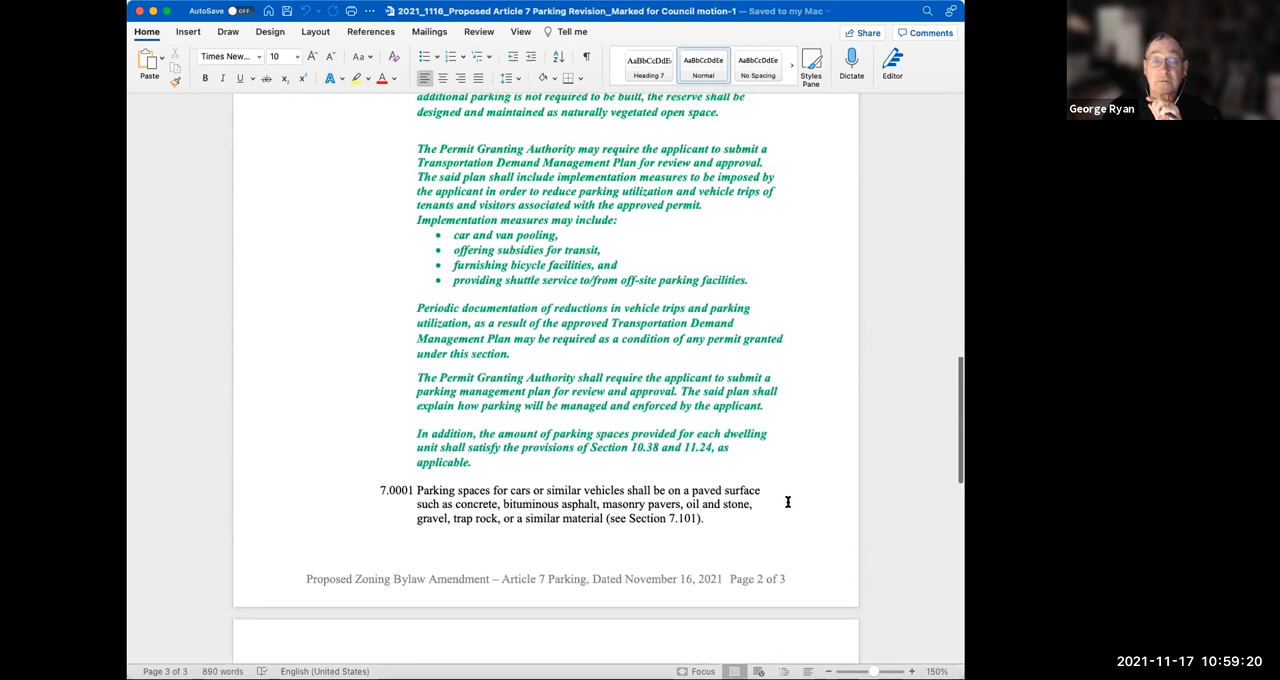 AutoSave OFF 2021_1116_Proposed Article 7 Parking Revision_Marked for Council motion-1 — Saved to my Mac
Home Insert Draw Design Layout References Mailings Review View Tell me Share Comments
Paste Times New... 10 Aa AaBbCcDdEe Heading 7 AaBbCcDdEe Normal AaBbCcDdEe No Spacing Styles Pane Dictate Editor
George Ryan
additional parking is not required to be built, the reserve shall be
designed and maintained as naturally vegetated open space.
The Permit Granting Authority may require the applicant to submit a
Transportation Demand Management Plan for review and approval.
The said plan shall include implementation measures to be imposed by
the applicant in order to reduce parking utilization and vehicle trips of
tenants and visitors associated with the approved permit.
Implementation measures may include:
• car and van pooling,
• offering subsidies for transit,
• furnishing bicycle facilities, and
• providing shuttle service to/from off-site parking facilities.
Periodic documentation of reductions in vehicle trips and parking
utilization, as a result of the approved Transportation Demand
Management Plan may be required as a condition of any permit granted
under this section.
The Permit Granting Authority shall require the applicant to submit a
parking management plan for review and approval. The said plan shall
explain how parking will be managed and enforced by the applicant.
In addition, the amount of parking spaces provided for each dwelling
unit shall satisfy the provisions of Section 10.38 and 11.24, as
applicable.
7.0001 Parking spaces for cars or similar vehicles shall be on a paved surface
such as concrete, bituminous asphalt, masonry pavers, oil and stone,
gravel, trap rock, or a similar material (see Section 7.101).
Proposed Zoning Bylaw Amendment – Article 7 Parking, Dated November 16, 2021 Page 2 of 3
Page 3 of 3 890 words English (United States) Focus 150%
2021-11-17 10:59:20